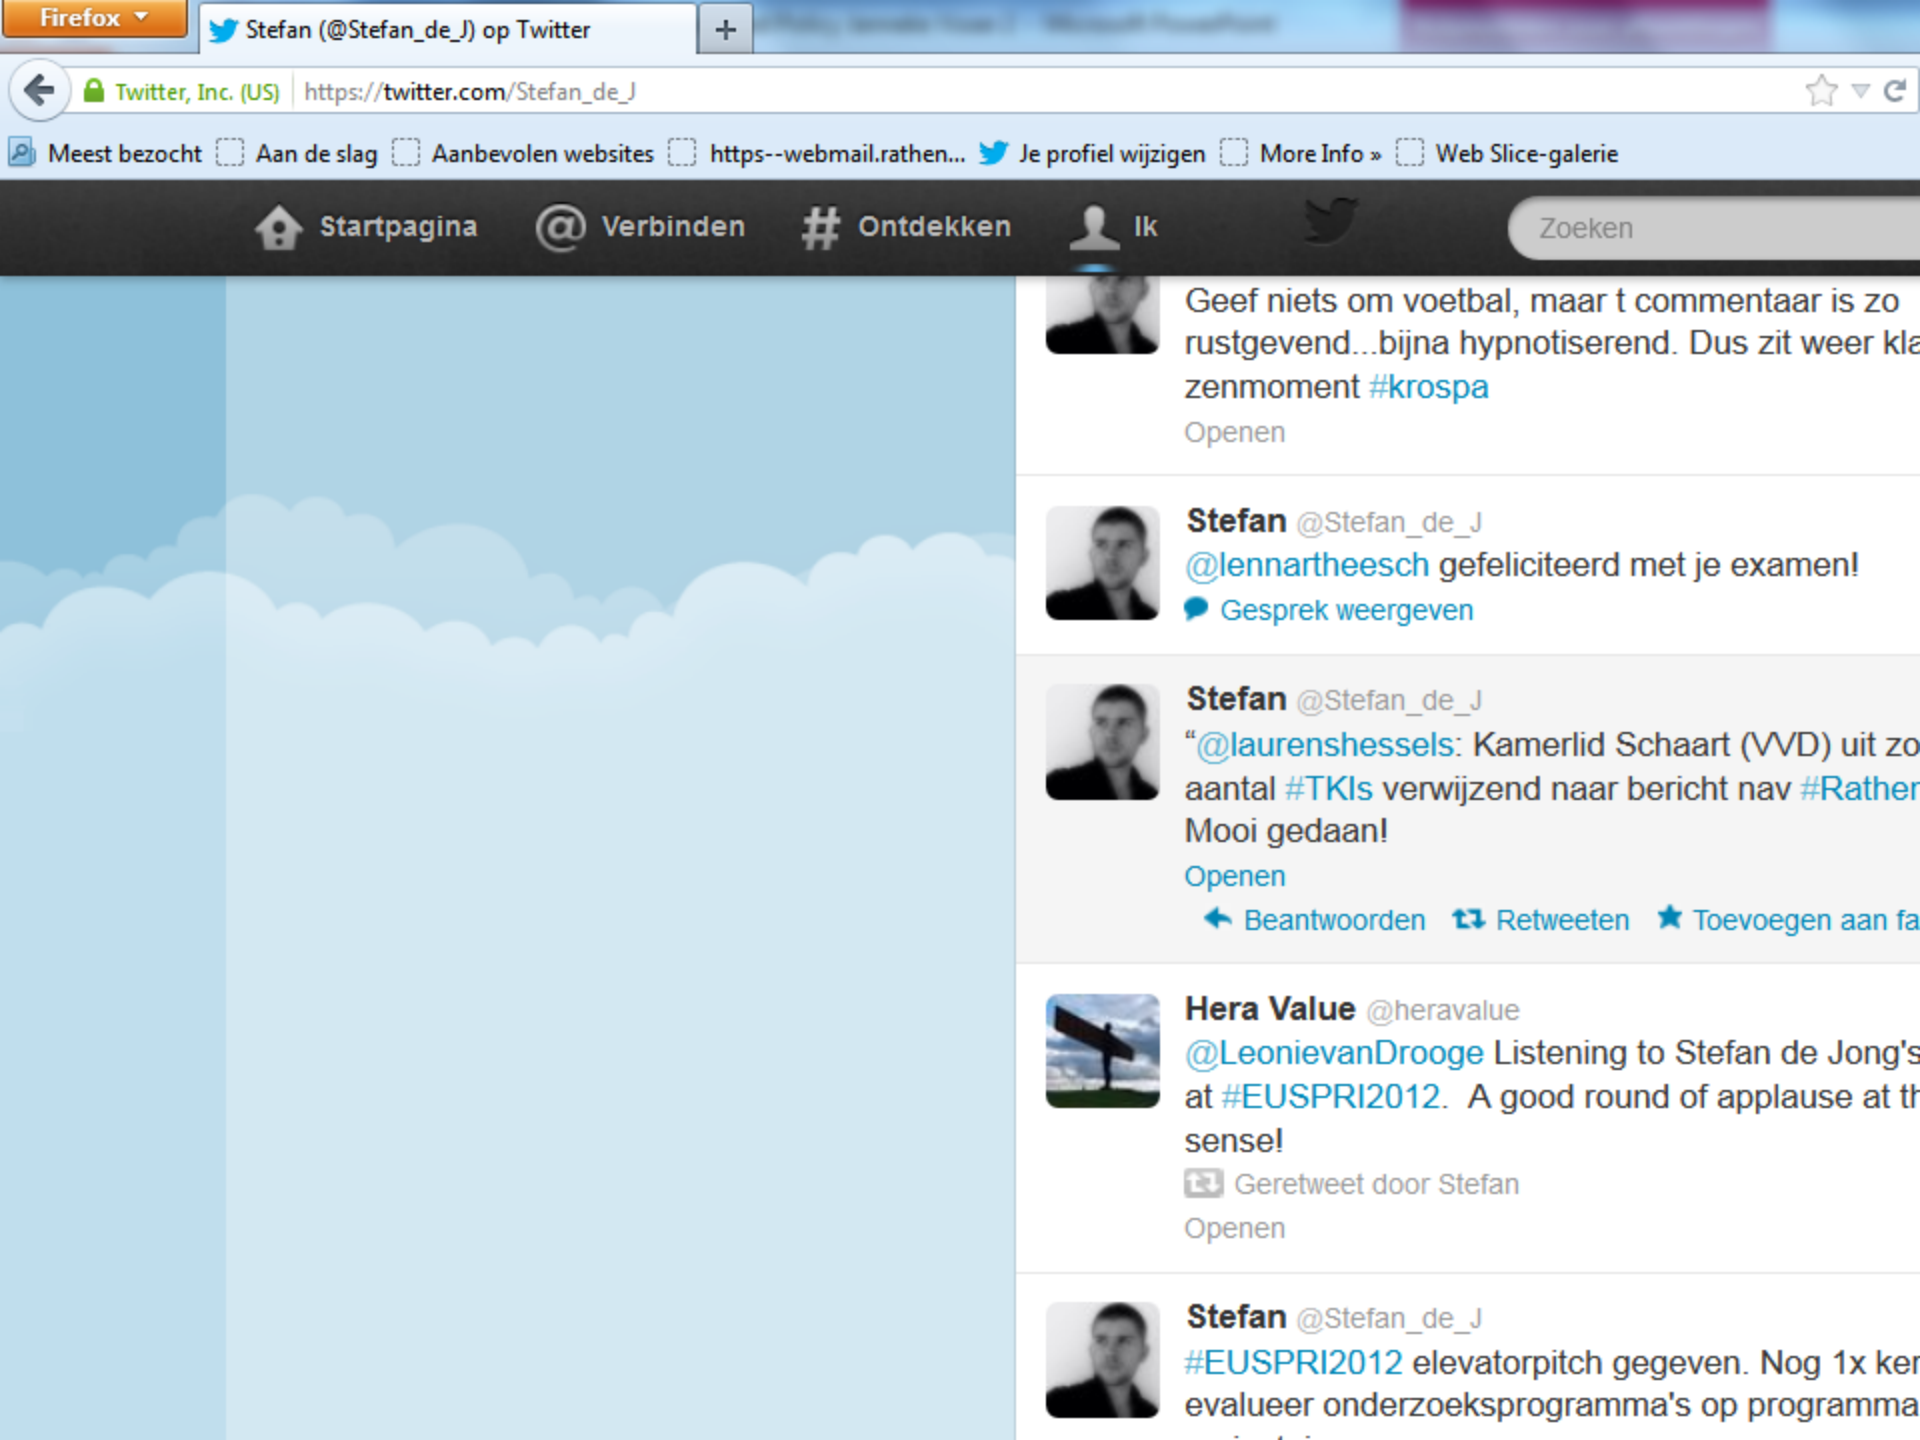 Firefox
Stefan (@Stefan_de_J) op Twitter
Microsoft PowerPoint
Twitter, Inc. (US) https://twitter.com/Stefan_de_J
Meest bezocht Aan de slag Aanbevolen websites https--webmail.rathen... Je profiel wijzigen More Info » Web Slice-galerie
Startpagina @ Verbinden # Ontdekken Ik Zoeken
Geef niets om voetbal, maar t commentaar is zo
rustgevend...bijna hypnotiserend. Dus zit weer kla
zenmoment #krospa
Openen
Stefan @Stefan_de_J
@lennartheesch gefeliciteerd met je examen!
Gesprek weergeven
Stefan @Stefan_de_J
“@laurenshessels: Kamerlid Schaart (VVD) uit zo
aantal #TKIs verwijzend naar bericht nav #Rathen
Mooi gedaan!
Openen
Beantwoorden Retweeten Toevoegen aan fa
Hera Value @heravalue
@LeonievanDrooge Listening to Stefan de Jong's
at #EUSPRI2012. A good round of applause at th
sense!
Geretweet door Stefan
Openen
Stefan @Stefan_de_J
#EUSPRI2012 elevatorpitch gegeven. Nog 1x ker
evalueer onderzoeksprogramma's op programma